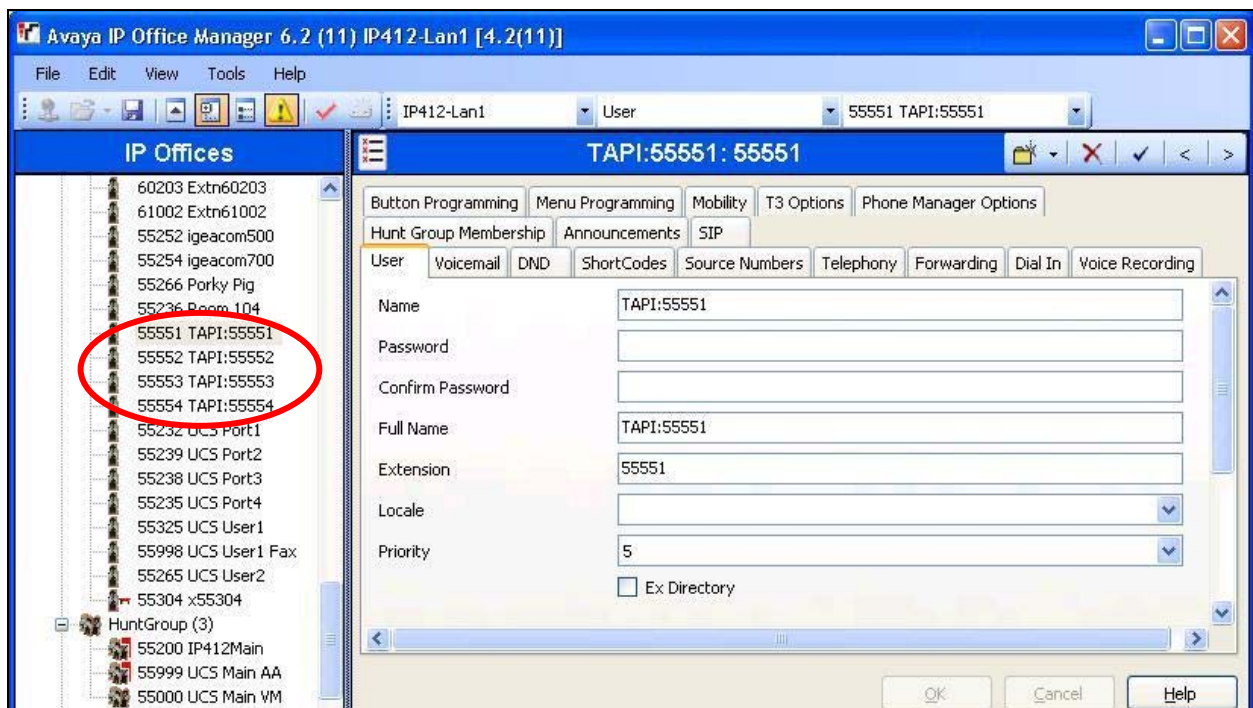 Avaya IP Office Manager 6.2 (11) IP412-Lan1 [4.2(11)]
File Edit View Tools Help
IP412-Lan1 User 55551 TAPI:55551
IP Offices
60203 Extn60203
61002 Extn61002
55252 igeacom500
55254 igeacom700
55266 Porky Pig
55236 Room 104
55551 TAPI:55551
55552 TAPI:55552
55553 TAPI:55553
55554 TAPI:55554
55232 UCS Port1
55239 UCS Port2
55238 UCS Port3
55235 UCS Port4
55325 UCS User1
55998 UCS User1 Fax
55265 UCS User2
55304 x55304
HuntGroup (3)
55200 IP412Main
55999 UCS Main AA
55000 UCS Main VM
TAPI:55551: 55551
Button Programming Menu Programming Mobility T3 Options Phone Manager Options
Hunt Group Membership Announcements SIP
User Voicemail DND ShortCodes Source Numbers Telephony Forwarding Dial In Voice Recording
Name TAPI:55551
Password
Confirm Password
Full Name TAPI:55551
Extension 55551
Locale
Priority 5
Ex Directory
OK Cancel Help